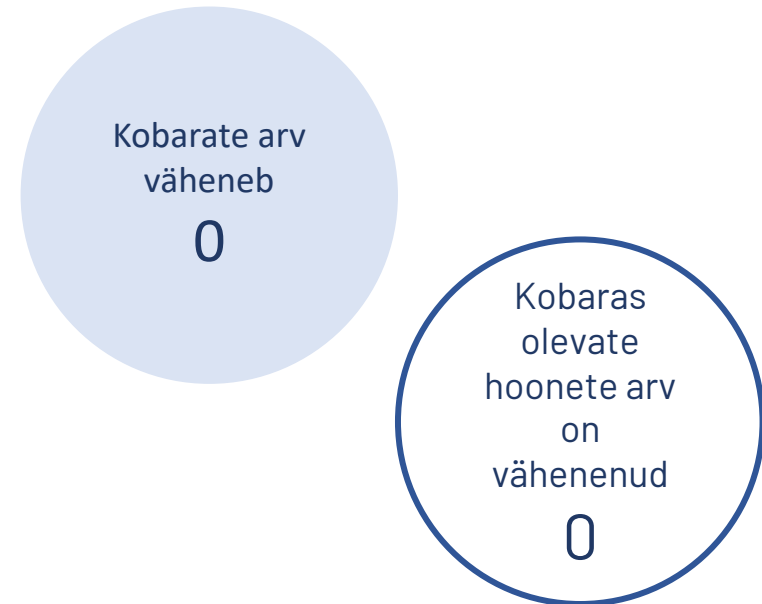 Kobarate arv
väheneb
0
Kobaras
olevate
hoonete arv
on
vähenenud
0